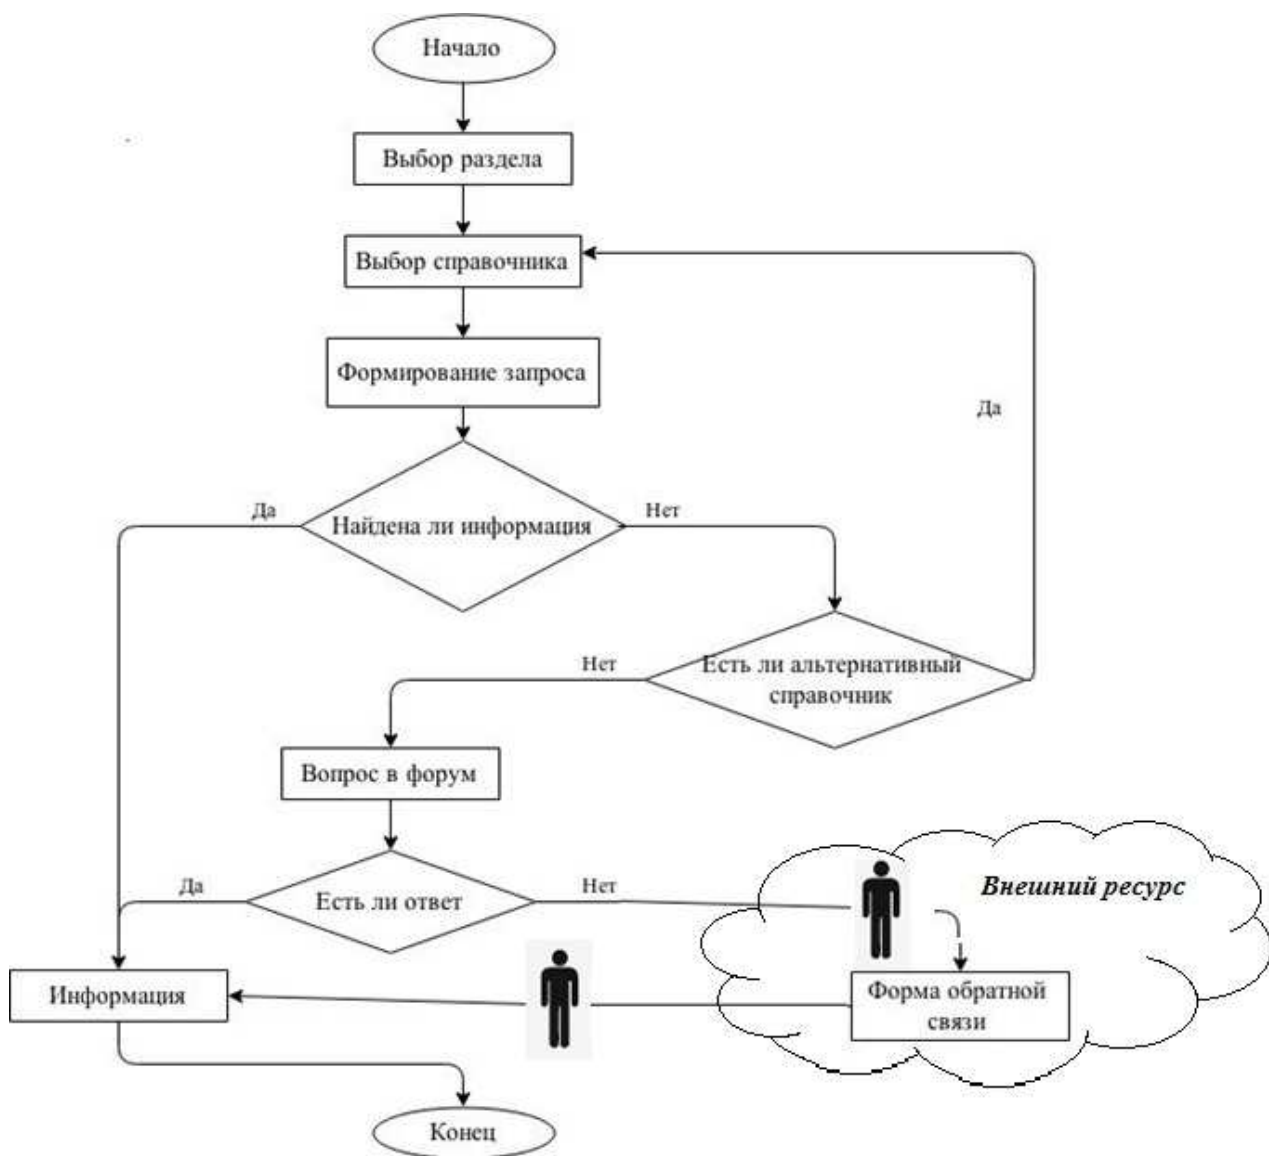 Начало
Выбор раздела
Выбор справочника
Формирование запроса
Да
Да
Найдена ли информация
Нет
Нет
Есть ли альтернативный
справочник
Вопрос в форум
Да
Есть ли ответ
Нет
Внешний ресурс
Информация
Форма обратной
связи
Конец